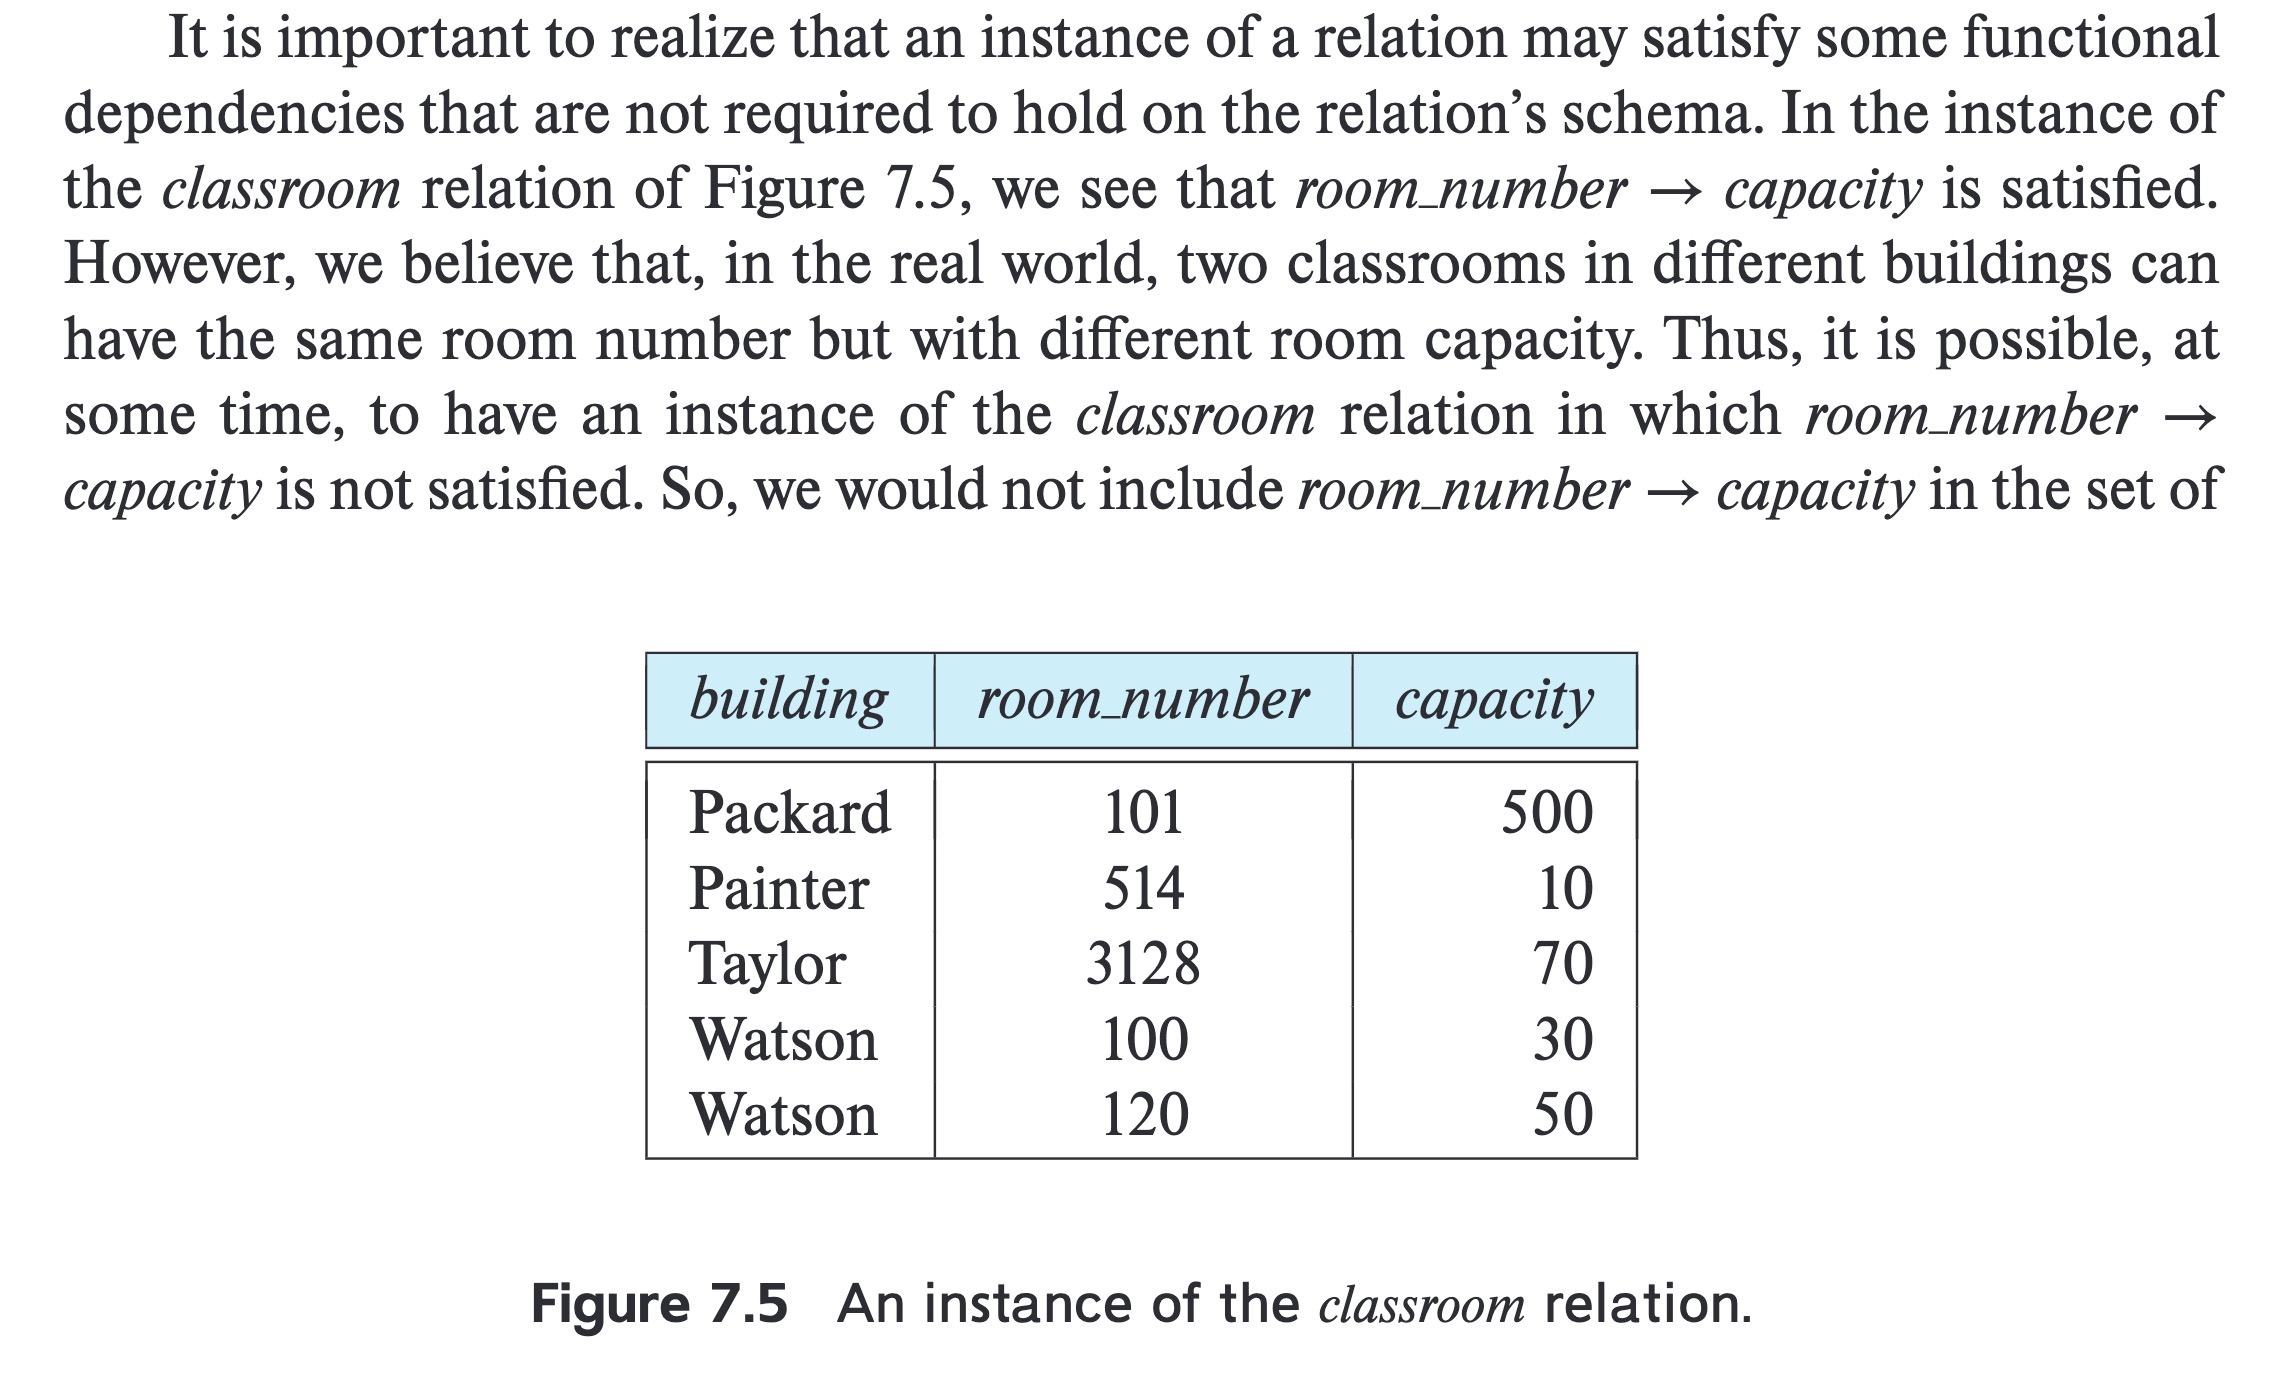 It is important to realize that an instance of a relation may satisfy some functional
dependencies that are not required to hold on the relation’s schema. In the instance of
the classroom relation of Figure 7.5, we see that room_number → capacity is satisfied.
However, we believe that, in the real world, two classrooms in different buildings can
have the same room number but with different room capacity. Thus, it is possible, at
some time, to have an instance of the classroom relation in which room_number →
capacity is not satisfied. So, we would not include room_number → capacity in the set of
building room_number capacity
Packard 101 500
Painter 514 10
Taylor 3128 70
Watson 100 30
Watson 120 50
Figure 7.5 An instance of the classroom relation.